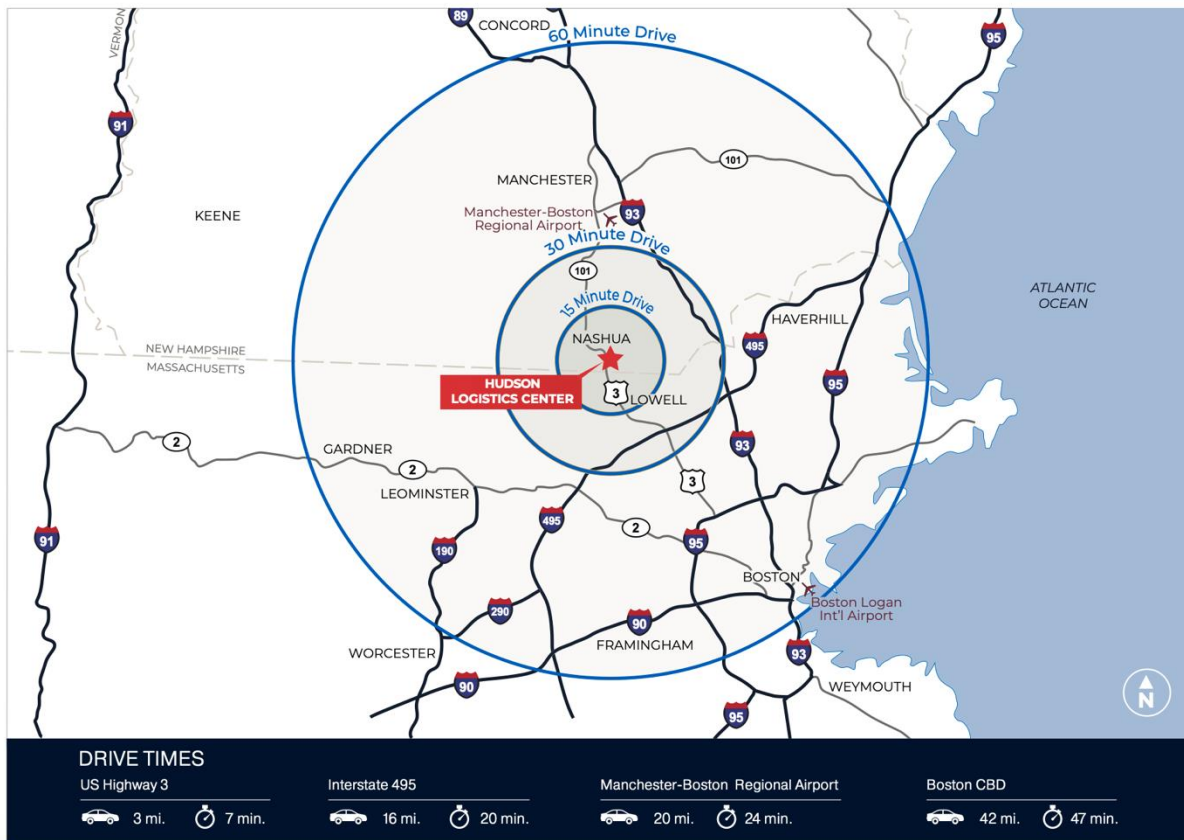 89
CONCORD
95
60 Minute Drive
VERMONT
91
101
MANCHESTER
KEENE
Manchester-Boston
Regional Airport
93
30 Minute Drive
101
ATLANTIC
OCEAN
15 Minute Drive
HAVERHILL
NASHUA
495
NEW HAMPSHIRE
MASSACHUSETTS
HUDSON
LOGISTICS CENTER
95
3
LOWELL
2
93
GARDNER
2
3
LEOMINSTER
495
2
91
95
190
BOSTON
Boston Logan
Int'l Airport
290
90
FRAMINGHAM
WORCESTER
93
90
WEYMOUTH
95
N
DRIVE TIMES
US Highway 3
3 mi.
7 min.
Interstate 495
16 mi.
20 min.
Manchester-Boston Regional Airport
20 mi.
24 min.
Boston CBD
42 mi.
47 min.